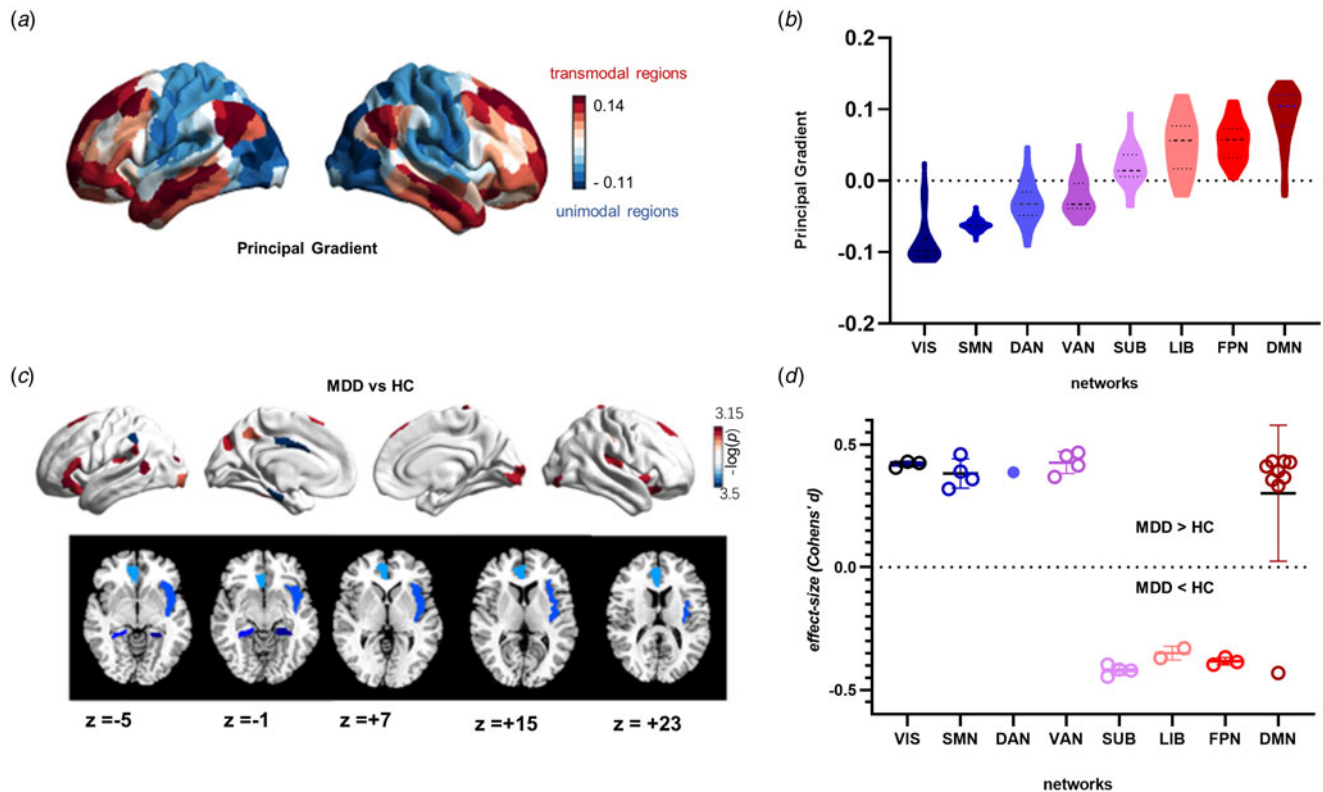 (a)
transmodal regions
0.14
- 0.11
unimodal regions
Principal Gradient
(b)
Principal Gradient
0.2
0.1
0.0
-0.1
-0.2
VIS SMN DAN VAN SUB LIB FPN DMN
networks
(c)
MDD vs HC
3.15
-log(p)
3.5
z =-5 z =-1 z =+7 z =+15 z = +23
(d)
effect-size (Cohens' d)
0.5
0.0
-0.5
MDD > HC
MDD < HC
VIS SMN DAN VAN SUB LIB FPN DMN
networks